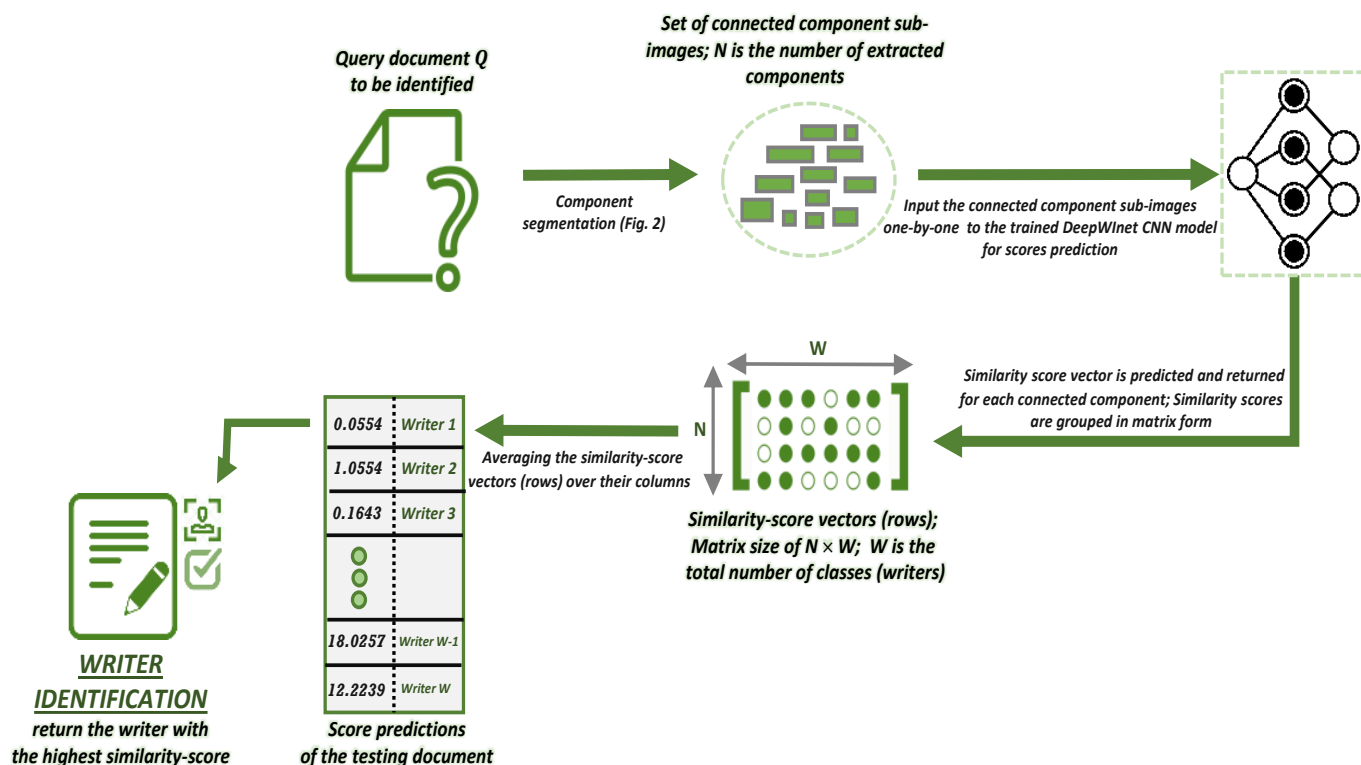 Query document Q
to be identified
Set of connected component sub-
images; N is the number of extracted
components
Component
segmentation (Fig. 2)
Input the connected component sub-images
one-by-one to the trained DeepWInet CNN model
for scores prediction
Similarity score vector is predicted and returned
for each connected component; Similarity scores
are grouped in matrix form
W
N
Similarity-score vectors (rows);
Matrix size of N × W; W is the
total number of classes (writers)
Averaging the similarity-score
vectors (rows) over their columns
0.0554 Writer 1
1.0554 Writer 2
0.1643 Writer 3
18.0257 Writer W-1
12.2239 Writer W
Score predictions
of the testing document
WRITER
IDENTIFICATION
return the writer with
the highest similarity-score